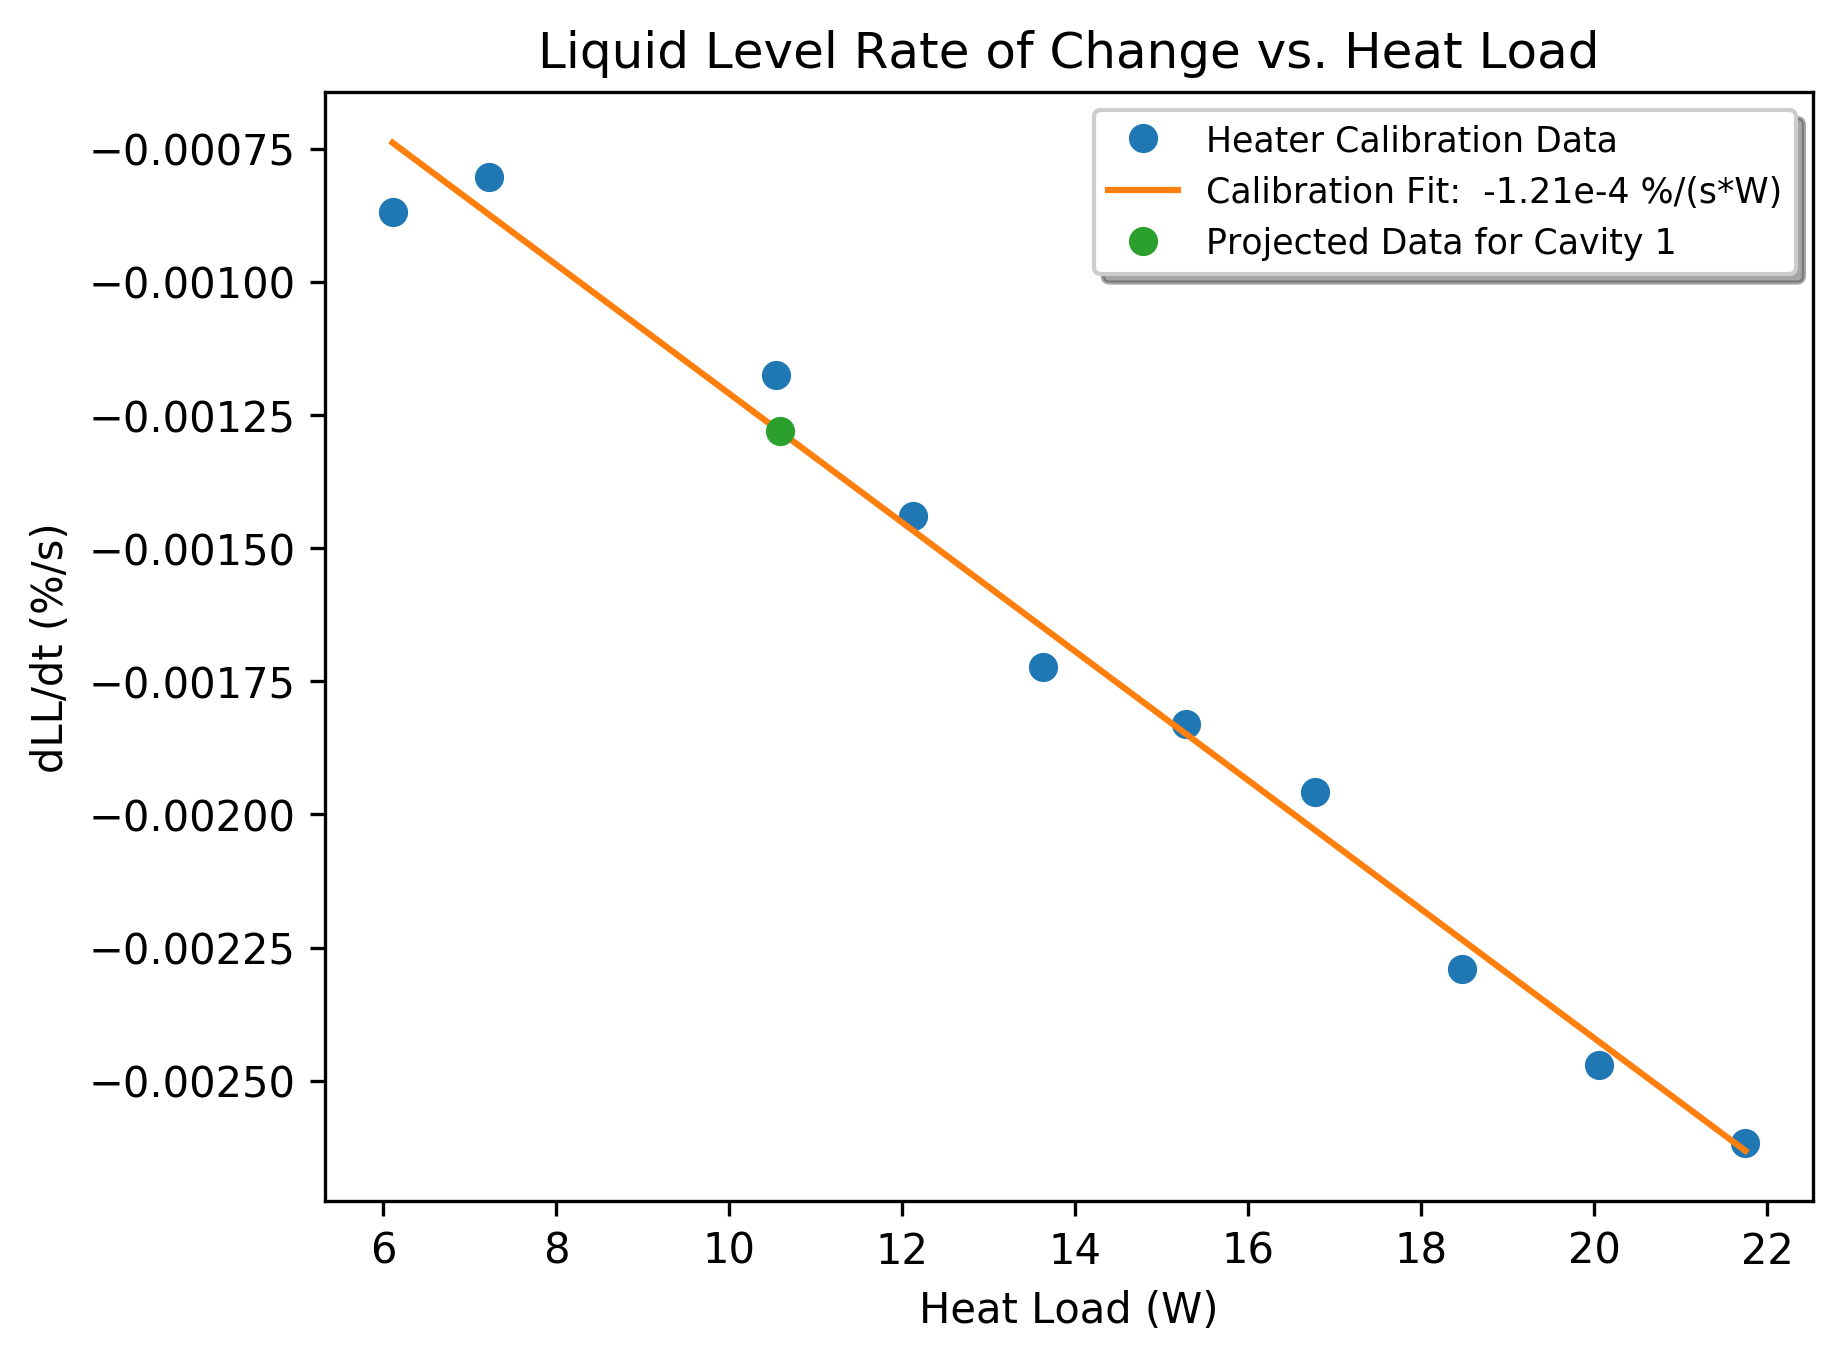 Liquid Level Rate of Change vs. Heat Load
Heater Calibration Data
Calibration Fit:  -1.21e-4 %/(s*W)
Projected Data for Cavity 1
dLL/dt (%/s)
−0.00075
−0.00100
−0.00125
−0.00150
−0.00175
−0.00200
−0.00225
−0.00250
6 8 10 12 14 16 18 20 22
Heat Load (W)